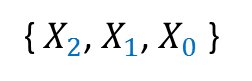 { X₂, X₁, X₀ }